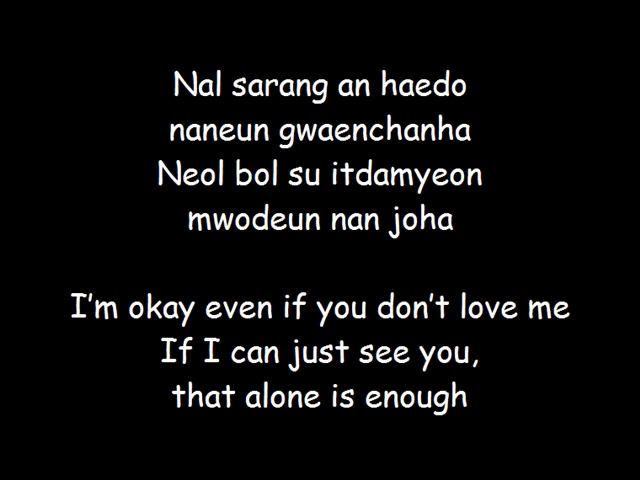 Nal sarang an haedo
naneun gwaenchanha
Neol bol su itdamyeon
mwodeun nan joha
I'm okay even if you don't love me
If I can just see you,
that alone is enough